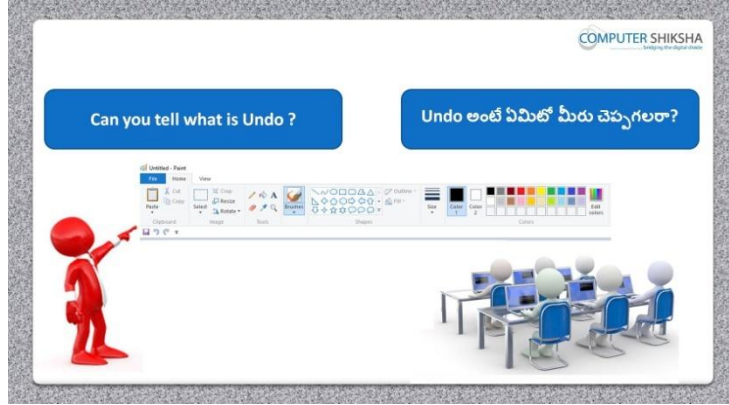 COMPUTER SHIKSHA
bridging the digital divide
Can you tell what is Undo ?
Undo అంటే ఏమిటో మీరు చెప్పగలరా?
Untitled - Paint
File Home View
Paste
Cut
Copy
Clipboard
Select
Crop
Resize
Rotate
Image
Tools
Brushes
Shapes
Outline
Fill
Size
Color 1
Color 2
Colors
Edit colors